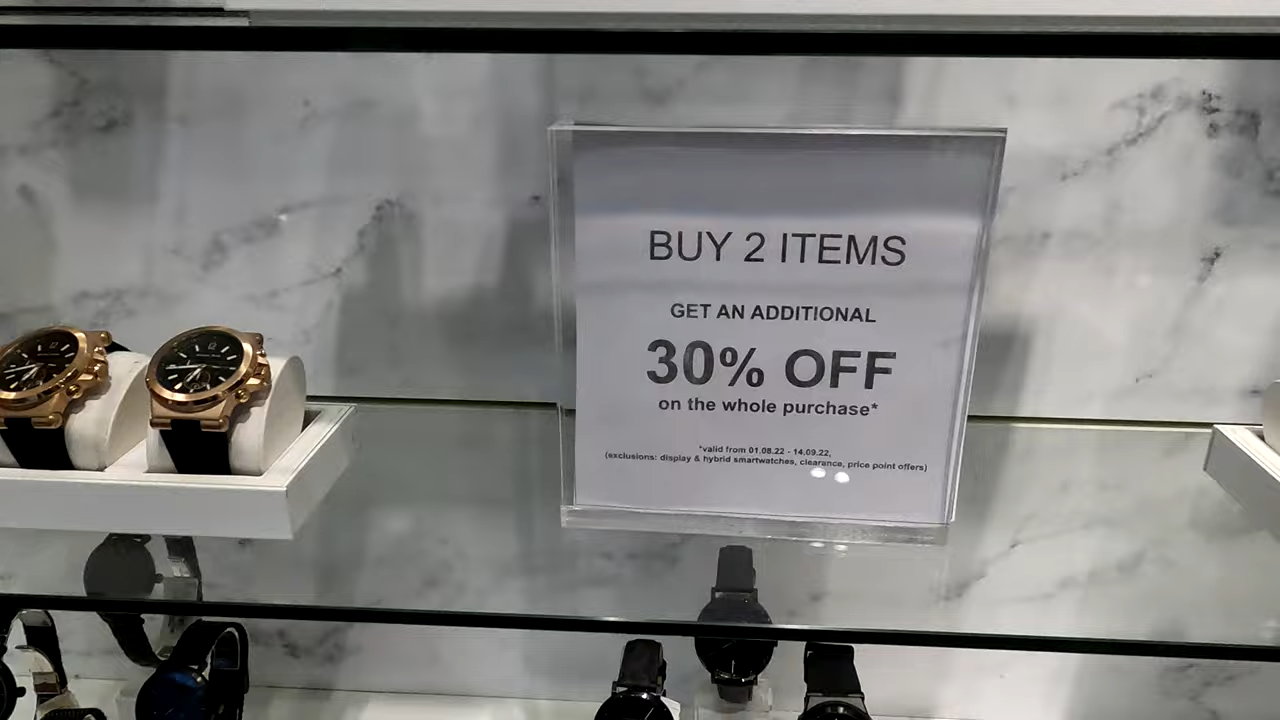 BUY 2 ITEMS
GET AN ADDITIONAL
30% OFF
on the whole purchase*
*valid from 01.08.22 - 14.09.22,
(exclusions: display & hybrid smartwatches, clearance, price point offers)